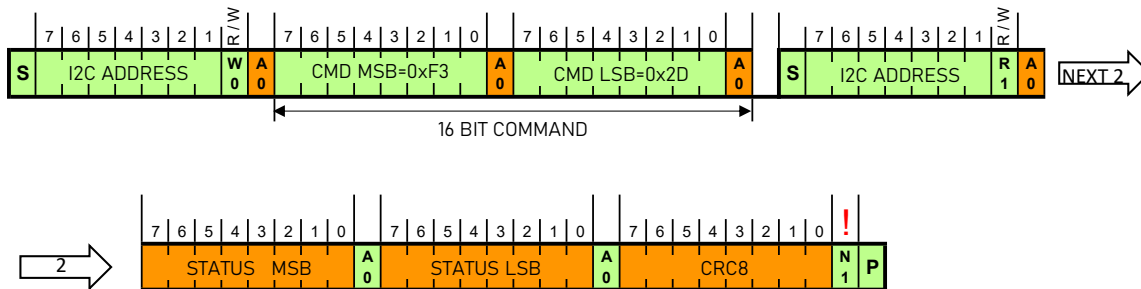 7 6 5 4 3 2 1 R / W 7 6 5 4 3 2 1 0 7 6 5 4 3 2 1 0 7 6 5 4 3 2 1 R / W
S I2C ADDRESS W 0 A 0 CMD MSB=0xF3 A 0 CMD LSB=0x2D A 0 S I2C ADDRESS R 1 A 0 NEXT 2
16 BIT COMMAND
7 6 5 4 3 2 1 0 7 6 5 4 3 2 1 0 7 6 5 4 3 2 1 0 !
2 STATUS MSB A 0 STATUS LSB A 0 CRC8 N 1 P